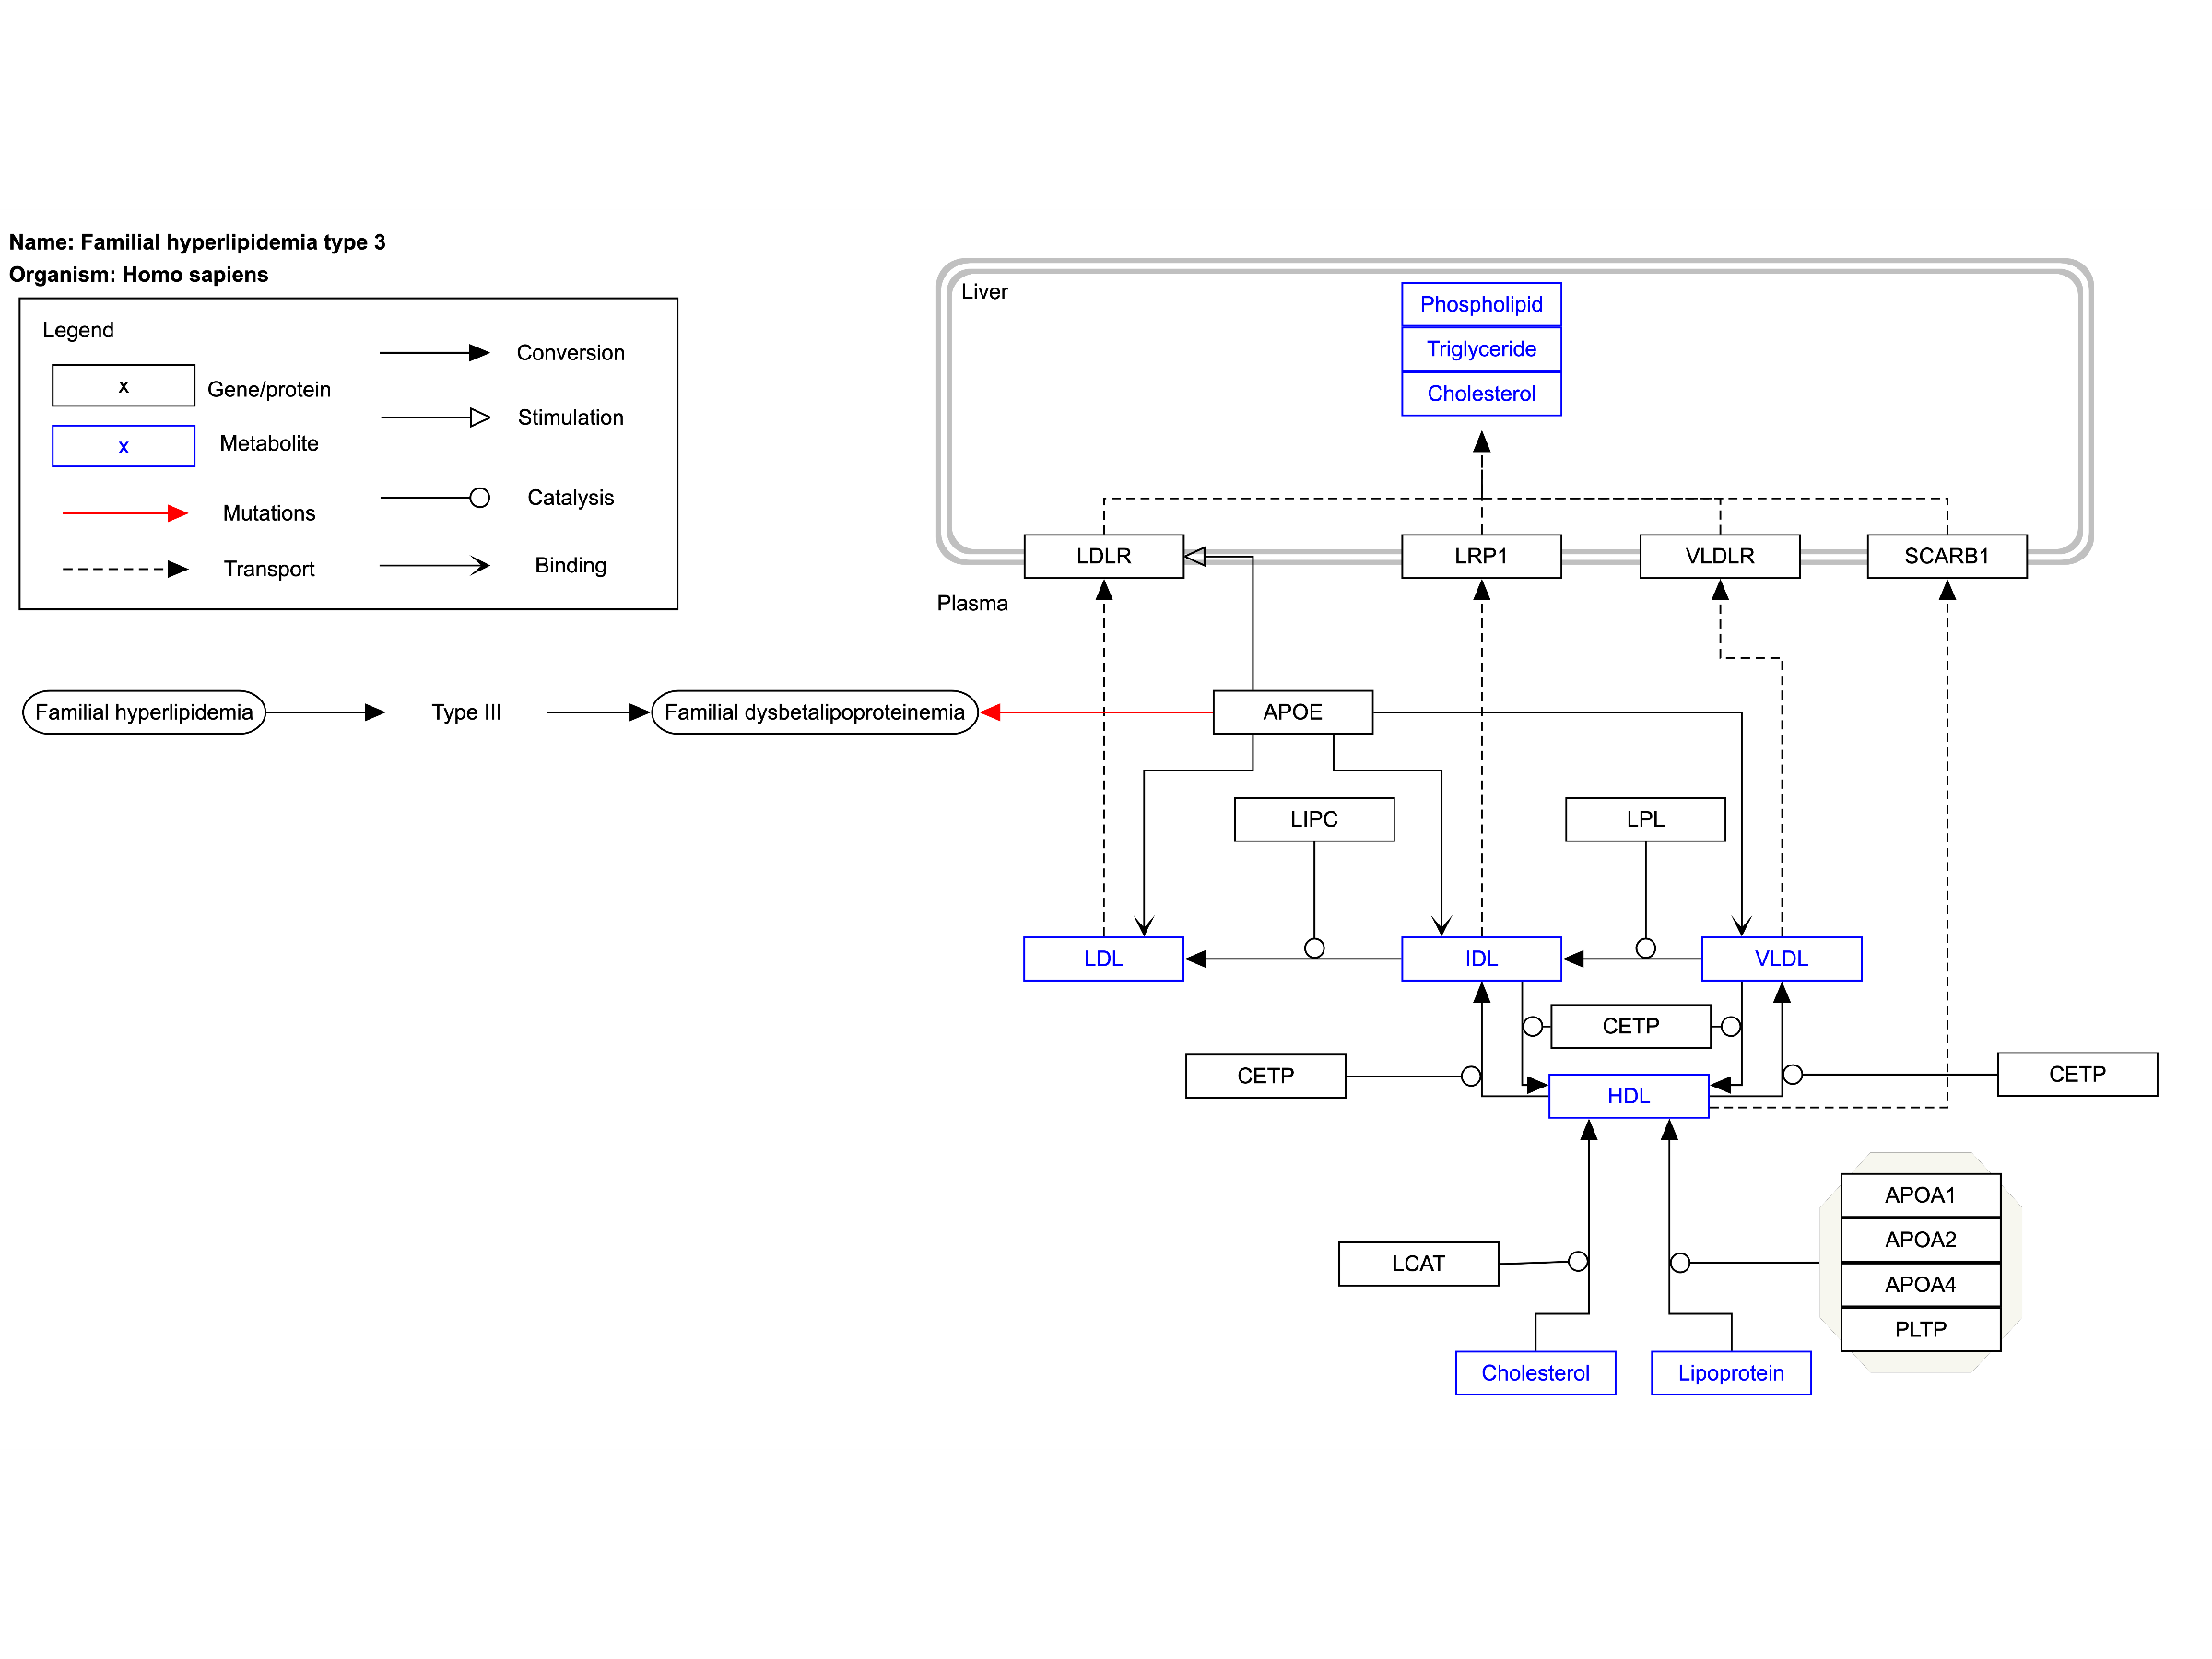 Name: Familial hyperlipidemia type 3
Organism: Homo sapiens
Legend
x
Gene/protein
x
Metabolite
Mutations
Transport
Conversion
Stimulation
Catalysis
Binding
Liver
Phospholipid
Triglyceride
Cholesterol
LDLR
LRP1
VLDLR
SCARB1
Plasma
Familial hyperlipidemia
Type III
Familial dysbetalipoproteinemia
APOE
LIPC
LPL
LDL
IDL
VLDL
CETP
CETP
HDL
CETP
APOA1
APOA2
APOA4
PLTP
LCAT
Cholesterol
Lipoprotein